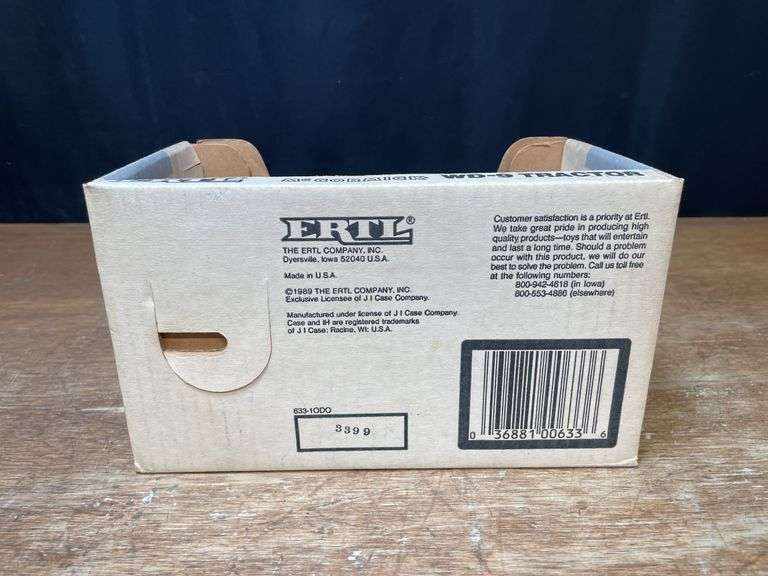 McCORMICK WD-9 TRACTOR
ERTL®
THE ERTL COMPANY, INC.
Dyersville, Iowa 52040 U.S.A.
Made in U.S.A.
©1989 THE ERTL COMPANY, INC.
Exclusive Licensee of J I Case Company.
Manufactured under license of J I Case Company.
Case and IH are registered trademarks
of J I Case: Racine, WI: U.S.A.
Customer satisfaction is a priority at Ertl.
We take great pride in producing high
quality products—toys that will entertain
and last a long time. Should a problem
occur with this product, we will do our
best to solve the problem. Call us toll free
at the following numbers:
800-942-4618 (in Iowa)
800-553-4886 (elsewhere)
633-1ODO
3399
0 36881 00633 6